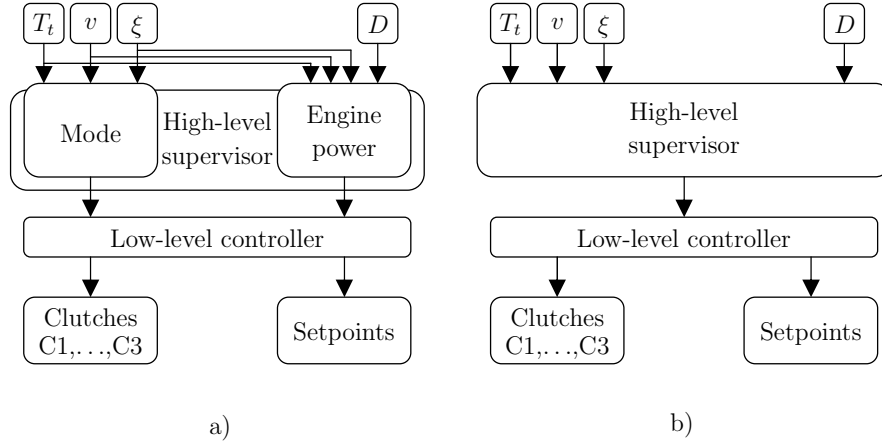 T_t v ξ D
Mode
High-level
supervisor
Engine
power
Low-level controller
Clutches
C1,...,C3
Setpoints
a)
T_t v ξ D
High-level
supervisor
Low-level controller
Clutches
C1,...,C3
Setpoints
b)